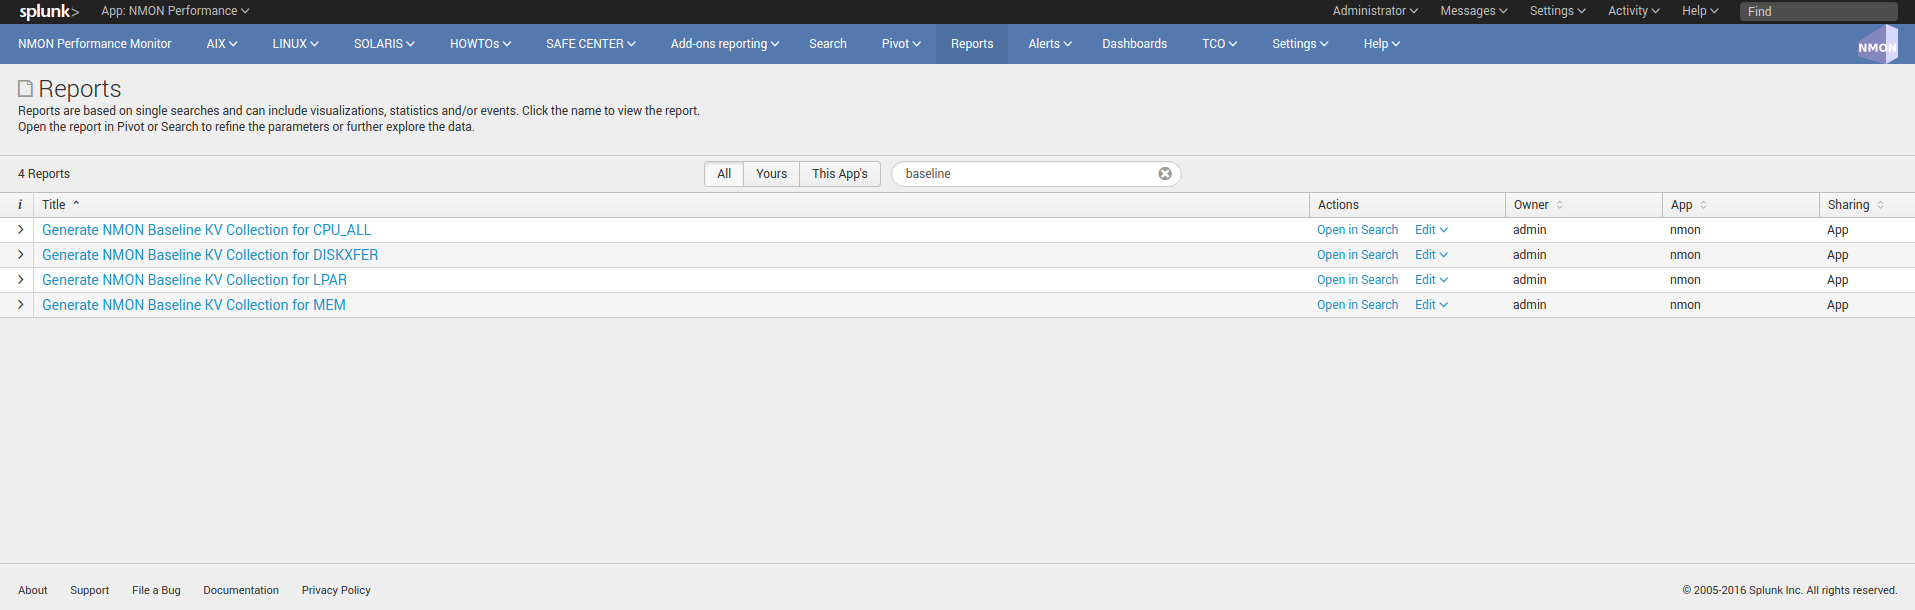 splunk> App: NMON Performance Administrator Messages Settings Activity Help Find
NMON Performance Monitor AIX LINUX SOLARIS HOWTOs SAFE CENTER Add-ons reporting Search Pivot Reports Alerts Dashboards TCO Settings Help NMON
Reports
Reports are based on single searches and can include visualizations, statistics and/or events. Click the name to view the report.
Open the report in Pivot or Search to refine the parameters or further explore the data.
4 Reports All Yours This App's baseline
i Title Actions Owner App Sharing
Generate NMON Baseline KV Collection for CPU_ALL Open in Search Edit admin nmon App
Generate NMON Baseline KV Collection for DISKXFER Open in Search Edit admin nmon App
Generate NMON Baseline KV Collection for LPAR Open in Search Edit admin nmon App
Generate NMON Baseline KV Collection for MEM Open in Search Edit admin nmon App
About Support File a Bug Documentation Privacy Policy © 2005-2016 Splunk Inc. All rights reserved.